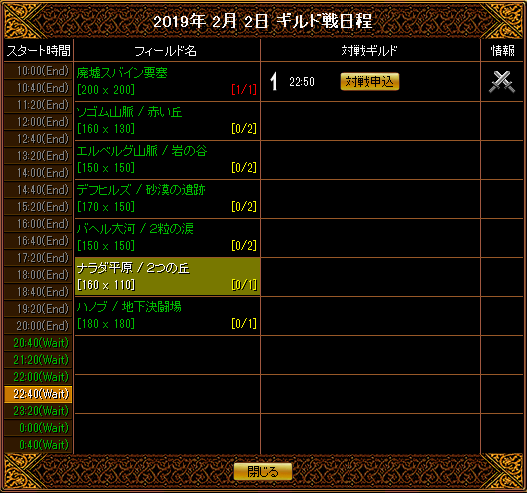 2019年 2月 2日 ギルド戦日程
スタート時間 フィールド名 対戦ギルド 情報
10:00(End)
10:40(End)
11:20(End)
12:00(End)
12:40(End)
13:20(End)
14:00(End)
14:40(End)
15:20(End)
16:00(End)
16:40(End)
17:20(End)
18:00(End)
18:40(End)
19:20(End)
20:00(End)
20:40(Wait)
21:20(Wait)
22:00(Wait)
22:40(Wait)
23:20(Wait)
0:00(Wait)
0:40(Wait)
廃墟スバイン要塞
[200 x 200] [1/1]
1 22:50 対戦申込
ソゴム山脈 / 赤い丘
[160 x 130] [0/2]
エルベルグ山脈 / 岩の谷
[150 x 150] [0/2]
デフヒルズ / 砂漠の遺跡
[170 x 150] [0/2]
バヘル大河 / 2粒の涙
[150 x 150] [0/2]
ナラダ平原 / 2つの丘
[160 x 110] [0/1]
ハノブ / 地下決闘場
[180 x 180] [0/1]
閉じる